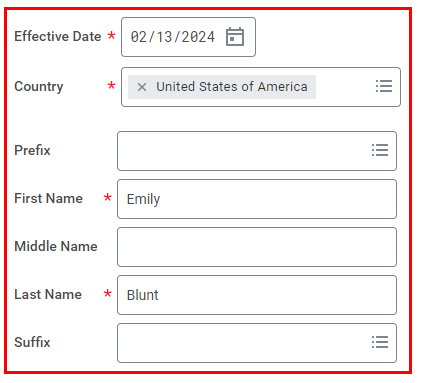 Effective Date * 02/13/2024
Country * × United States of America
Prefix
First Name * Emily
Middle Name
Last Name * Blunt
Suffix